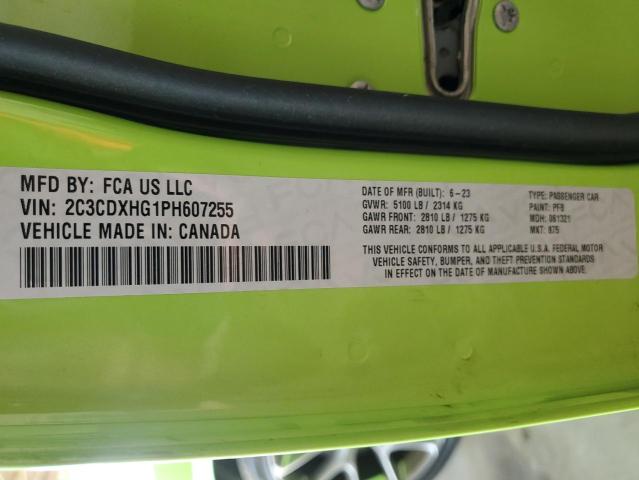 MFD BY: FCA US LLC
VIN: 2C3CDXHG1PH607255
VEHICLE MADE IN: CANADA
DATE OF MFR (BUILT): 6-23
GVWR: 5100 LB / 2314 KG
GAWR FRONT: 2810 LB / 1275 KG
GAWR REAR: 2810 LB / 1275 KG
TYPE: PASSENGER CAR
PAINT: PFB
MDH: 061321
MKT: 875
THIS VEHICLE CONFORMS TO ALL APPLICABLE U.S.A. FEDERAL MOTOR
VEHICLE SAFETY, BUMPER, AND THEFT PREVENTION STANDARDS
IN EFFECT ON THE DATE OF MANUFACTURE SHOWN ABOVE.